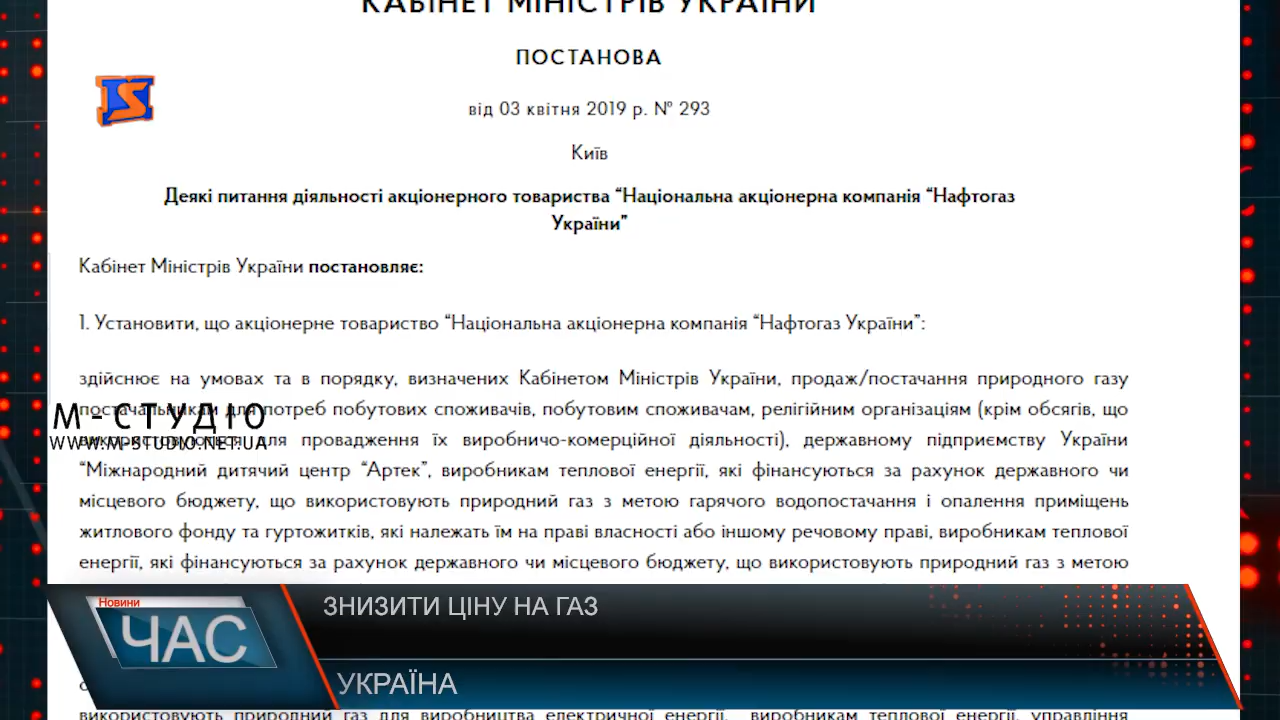 КАБІНЕТ МІНІСТРІВ УКРАЇНИ
ПОСТАНОВА
від 03 квітня 2019 р. № 293
Київ
Деякі питання діяльності акціонерного товариства “Національна акціонерна компанія “Нафтогаз
України”
Кабінет Міністрів України постановляє:
1. Установити, що акціонерне товариство “Національна акціонерна компанія “Нафтогаз України”:
здійснює на умовах та в порядку, визначених Кабінетом Міністрів України, продаж/постачання природного газу
постачальникам для потреб побутових споживачів, побутовим споживачам, релігійним організаціям (крім обсягів, що
використовуються для провадження їх виробничо-комерційної діяльності), державному підприємству України
“Міжнародний дитячий центр “Артек”, виробникам теплової енергії, які фінансуються за рахунок державного чи
місцевого бюджету, що використовують природний газ з метою гарячого водопостачання і опалення приміщень
житлового фонду та гуртожитків, які належать їм на праві власності або іншому речовому праві, виробникам теплової
енергії, які фінансуються за рахунок державного чи місцевого бюджету, що використовують природний газ з метою
М-СТУДІО
WWW.M-STUDIO.NET.UA
Новини
ЧАС
ЗНИЗИТИ ЦІНУ НА ГАЗ
УКРАЇНА
використовують природний газ для виробництва електричної енергії, виробникам теплової енергії, управління